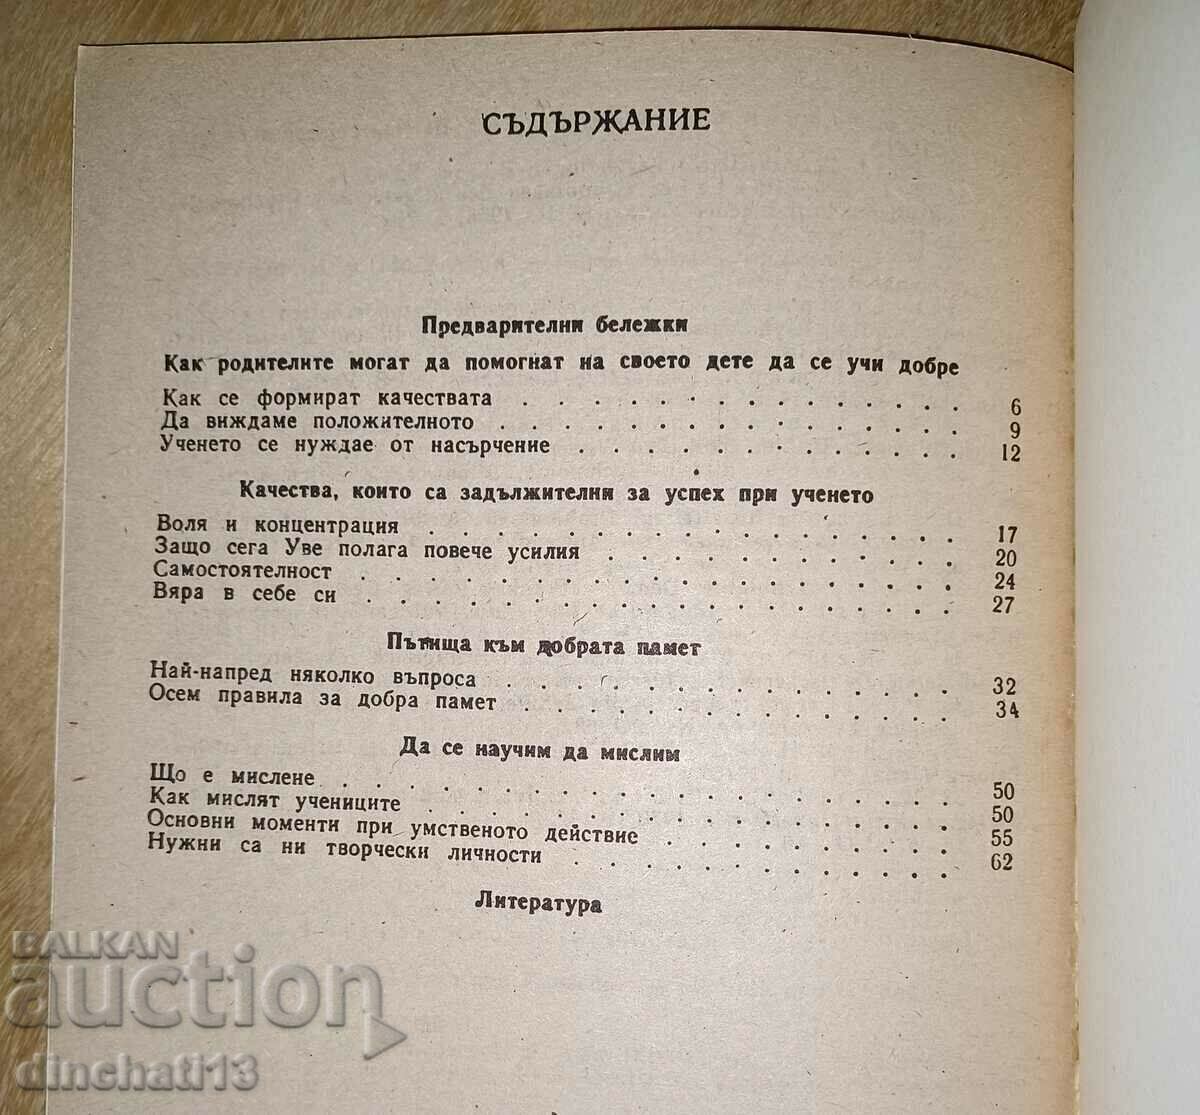 СЪДЪРЖАНИЕ
Предварителни бележки
Как родителите могат да помогнат на своето дете да се учи добре
Как се формират качествата . . . . . . . . . . . . . . . . 6
Да виждаме положителното . . . . . . . . . . . . . . . . . 9
Ученето се нуждае от насърчение . . . . . . . . . . . . . . 12
Качества, които са задължителни за успех при ученето
Воля и концентрация . . . . . . . . . . . . . . . . . . . 17
Защо сега Уве полага повече усилия . . . . . . . . . . . . 20
Самостоятелност . . . . . . . . . . . . . . . . . . . . . 24
Вяра в себе си . . . . . . . . . . . . . . . . . . . . . 27
Пътища към добрата памет
Най-напред няколко въпроса . . . . . . . . . . . . . . . . 32
Осем правила за добра памет . . . . . . . . . . . . . . . 34
Да се научим да мислим
Що е мислене . . . . . . . . . . . . . . . . . . . . . . 50
Как мислят учениците . . . . . . . . . . . . . . . . . . . 50
Основни моменти при умственото действие . . . . . . . . . . 55
Нужни са ни творчески личности . . . . . . . . . . . . . . 62
Литература
BALKAN
auction
dinchati13